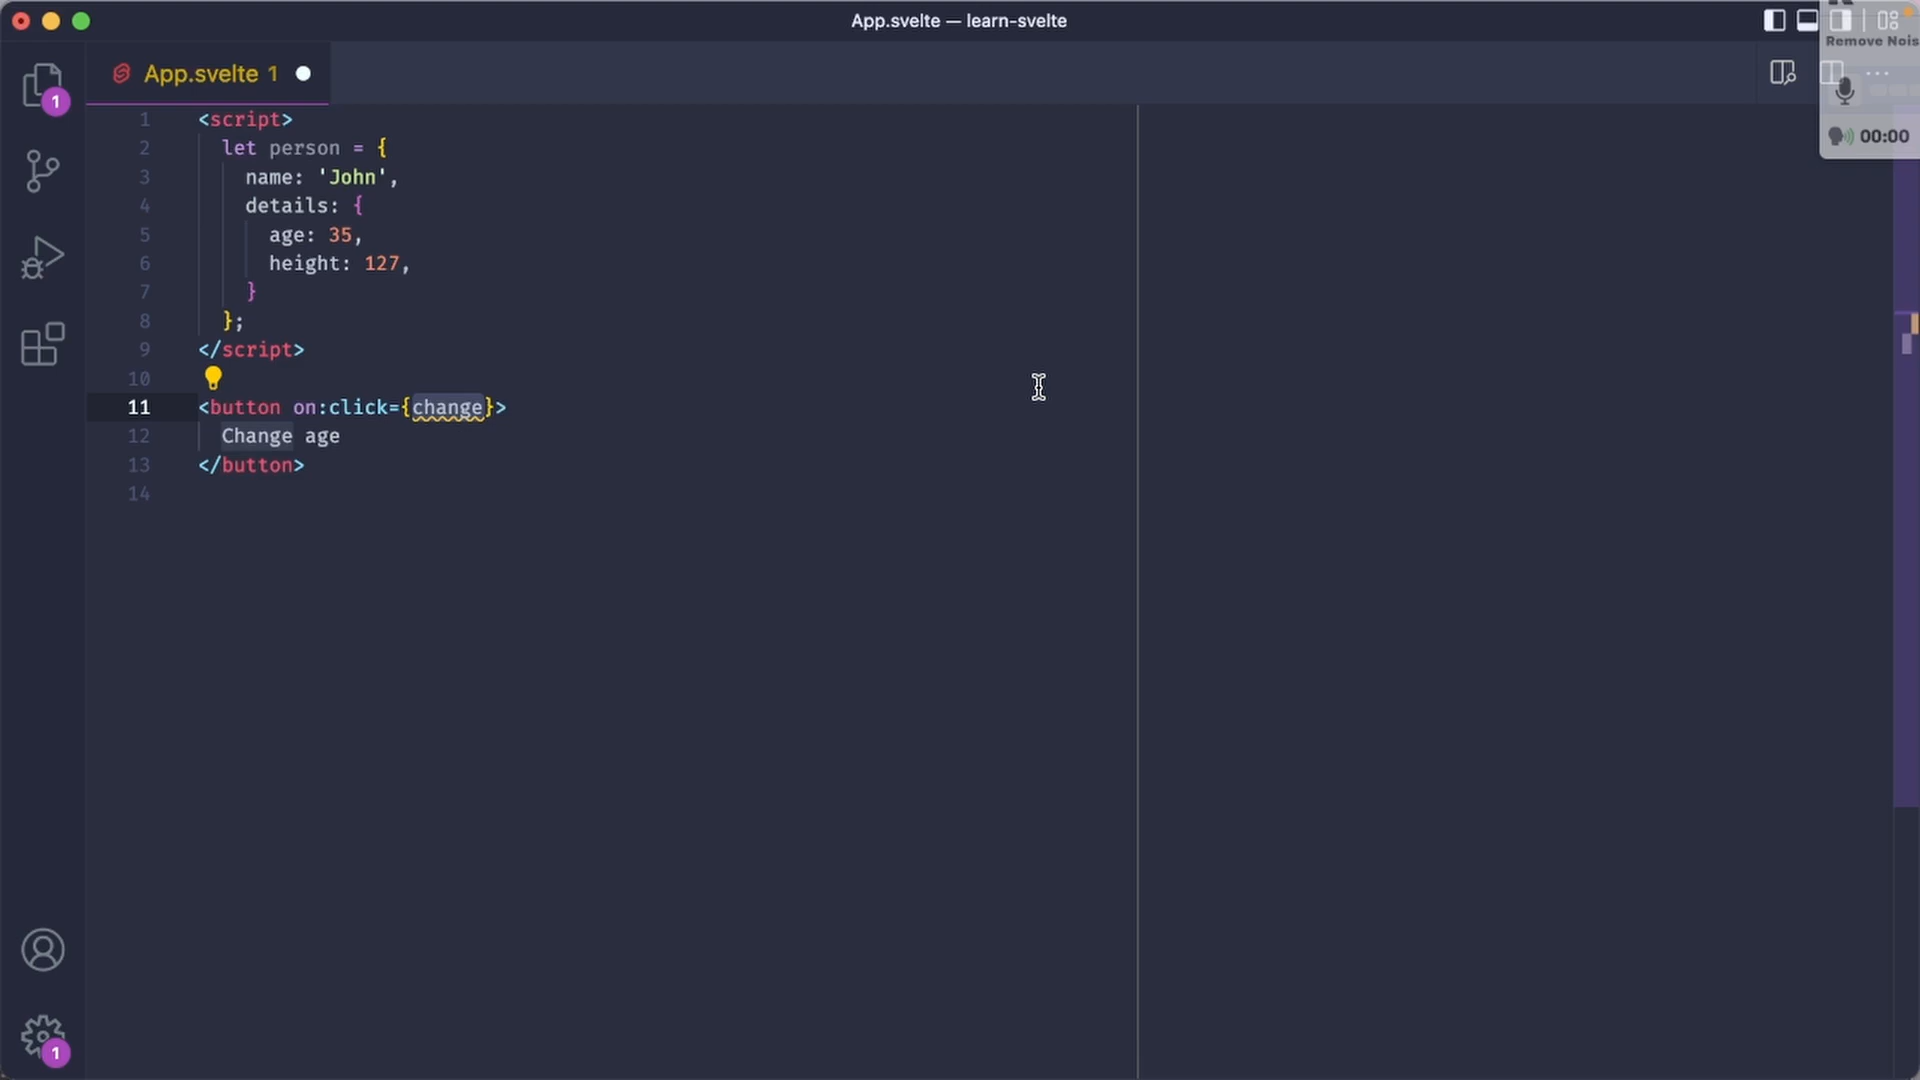 App.svelte — learn-svelte
Remove Nois
App.svelte 1
1
00:00
1 <script>
2 let person = {
3 name: 'John',
4 details: {
5 age: 35,
6 height: 127,
7 }
8 };
9 </script>
10
11 <button on:click={change}>
12 Change age
13 </button>
14
1